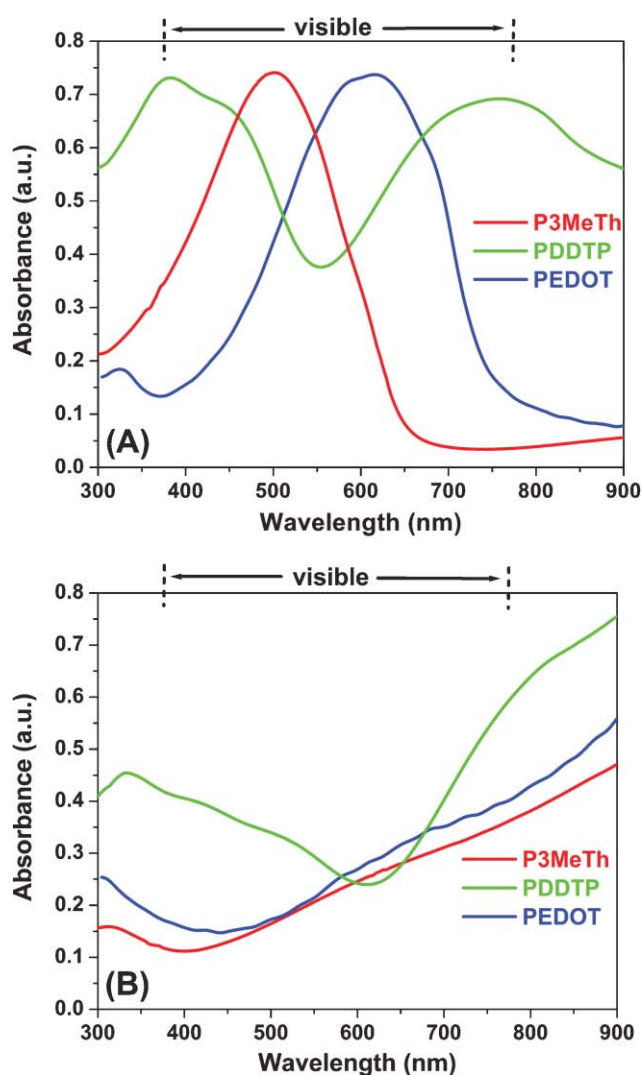 visible
0.8
0.7
0.6
0.5
0.4
0.3
0.2
0.1
0.0
Absorbance (a.u.)
P3MeTh
PDDTP
PEDOT
(A)
300 400 500 600 700 800 900
Wavelength (nm)
visible
0.8
0.7
0.6
0.5
0.4
0.3
0.2
0.1
0.0
Absorbance (a.u.)
P3MeTh
PDDTP
PEDOT
(B)
300 400 500 600 700 800 900
Wavelength (nm)